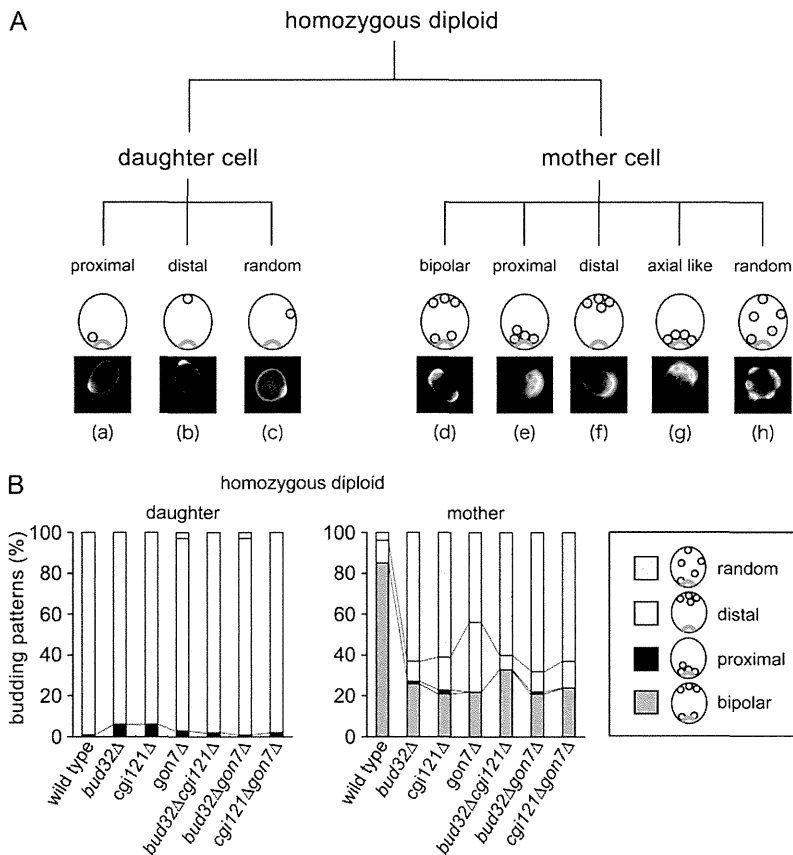 A
homozygous diploid
daughter cell
mother cell
proximal distal random
bipolar proximal distal axial like random
(a) (b) (c) (d) (e) (f) (g) (h)
B
homozygous diploid
daughter
mother
budding patterns (%)
100
80
60
40
20
0
wild type
bud32Δ
cgi121Δ
gon7Δ
bud32Δcgi121Δ
bud32Δgon7Δ
cgi121Δgon7Δ
100
80
60
40
20
0
wild type
bud32Δ
cgi121Δ
gon7Δ
bud32Δcgi121Δ
bud32Δgon7Δ
cgi121Δgon7Δ
random
distal
proximal
bipolar